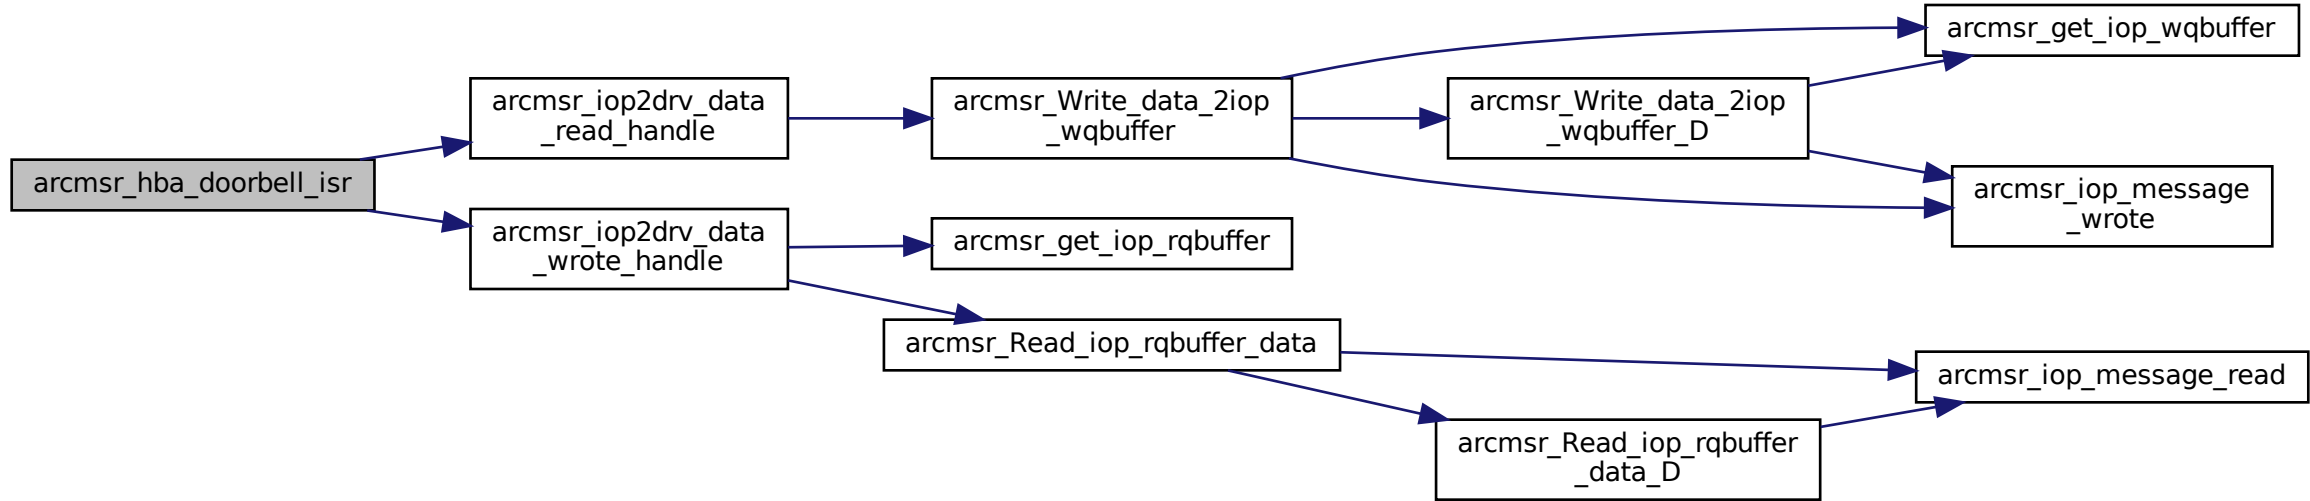 arcmsr_hba_doorbell_isr
arcmsr_iop2drv_data
_read_handle
arcmsr_iop2drv_data
_wrote_handle
arcmsr_Write_data_2iop
_wqbuffer
arcmsr_get_iop_rqbuffer
arcmsr_Read_iop_rqbuffer_data
arcmsr_Write_data_2iop
_wqbuffer_D
arcmsr_Read_iop_rqbuffer
_data_D
arcmsr_get_iop_wqbuffer
arcmsr_iop_message
_wrote
arcmsr_iop_message_read